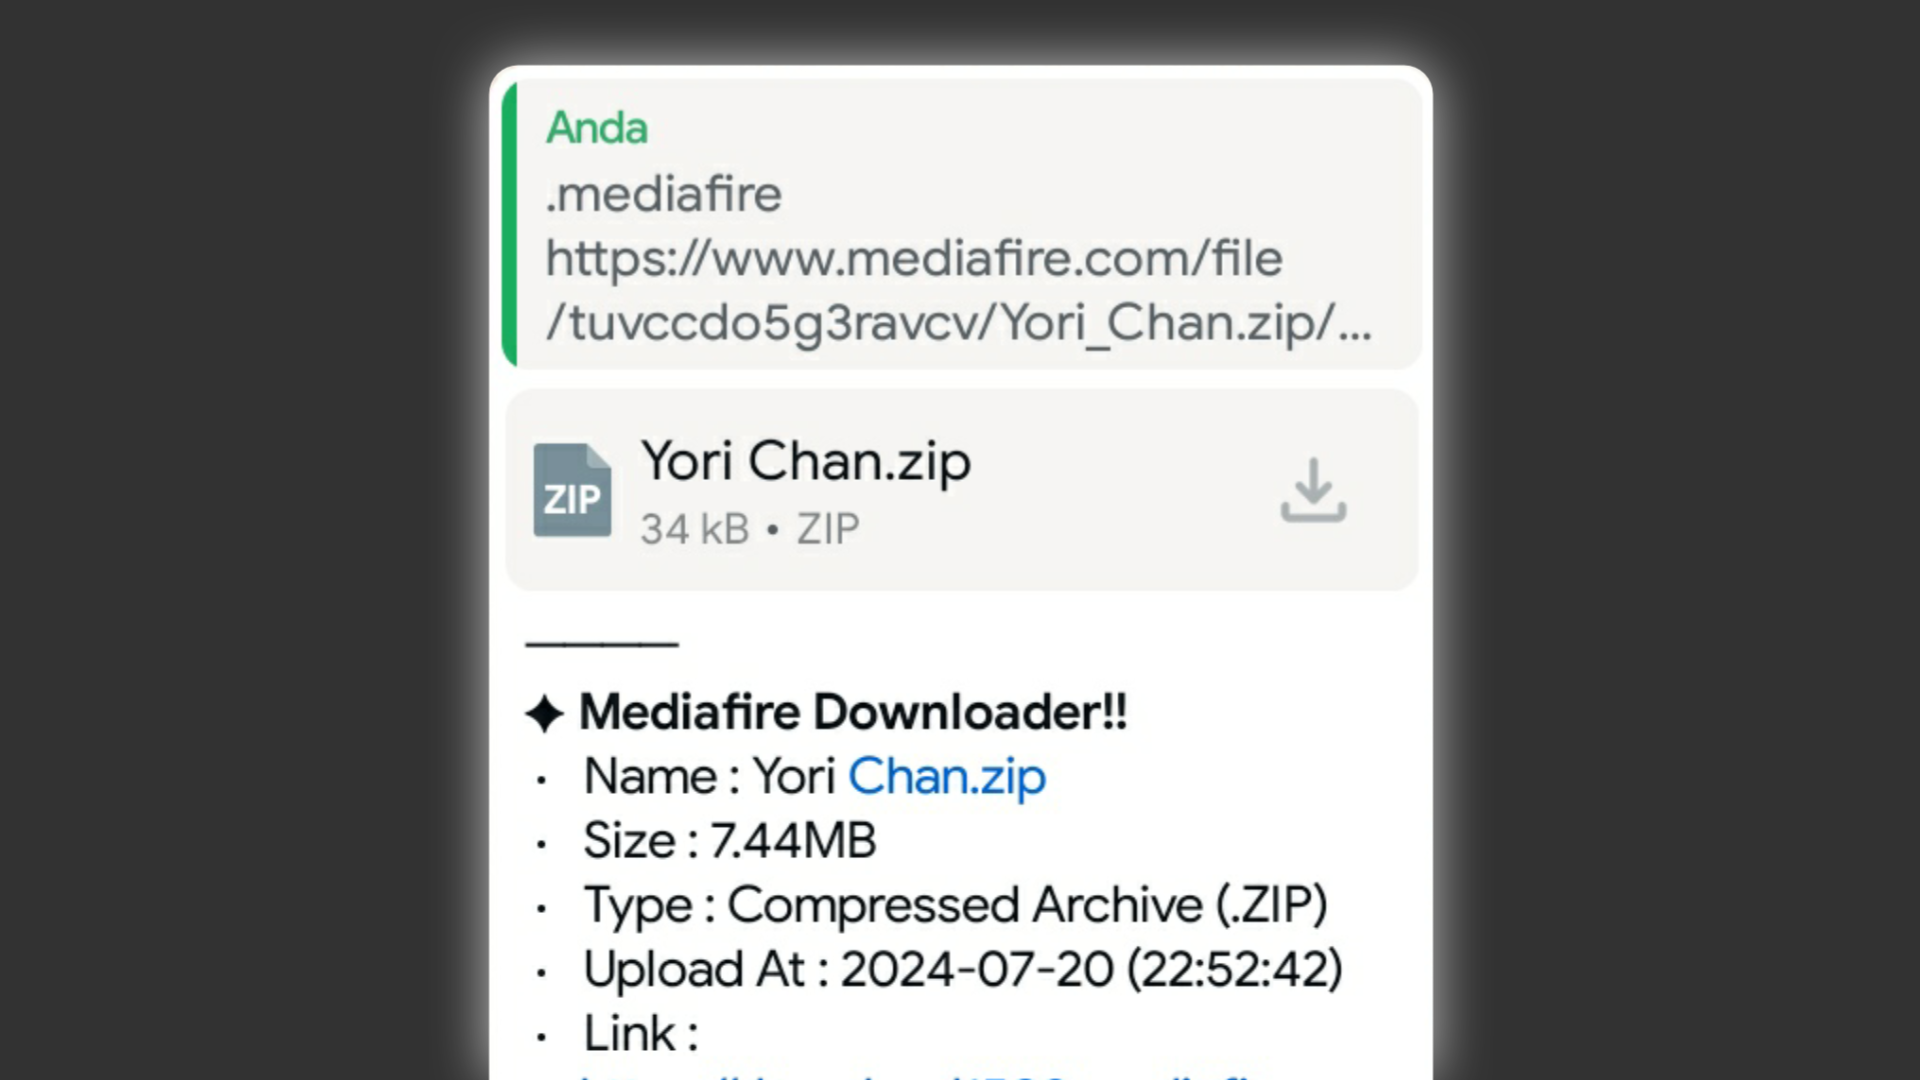 Anda
.mediafire
https://www.mediafire.com/file
/tuvccdo5g3ravcv/Yori_Chan.zip/...
ZIP
Yori Chan.zip
34 kB • ZIP
✦ Mediafire Downloader!!
· Name : Yori Chan.zip
· Size : 7.44MB
· Type : Compressed Archive (.ZIP)
· Upload At : 2024-07-20 (22:52:42)
· Link :